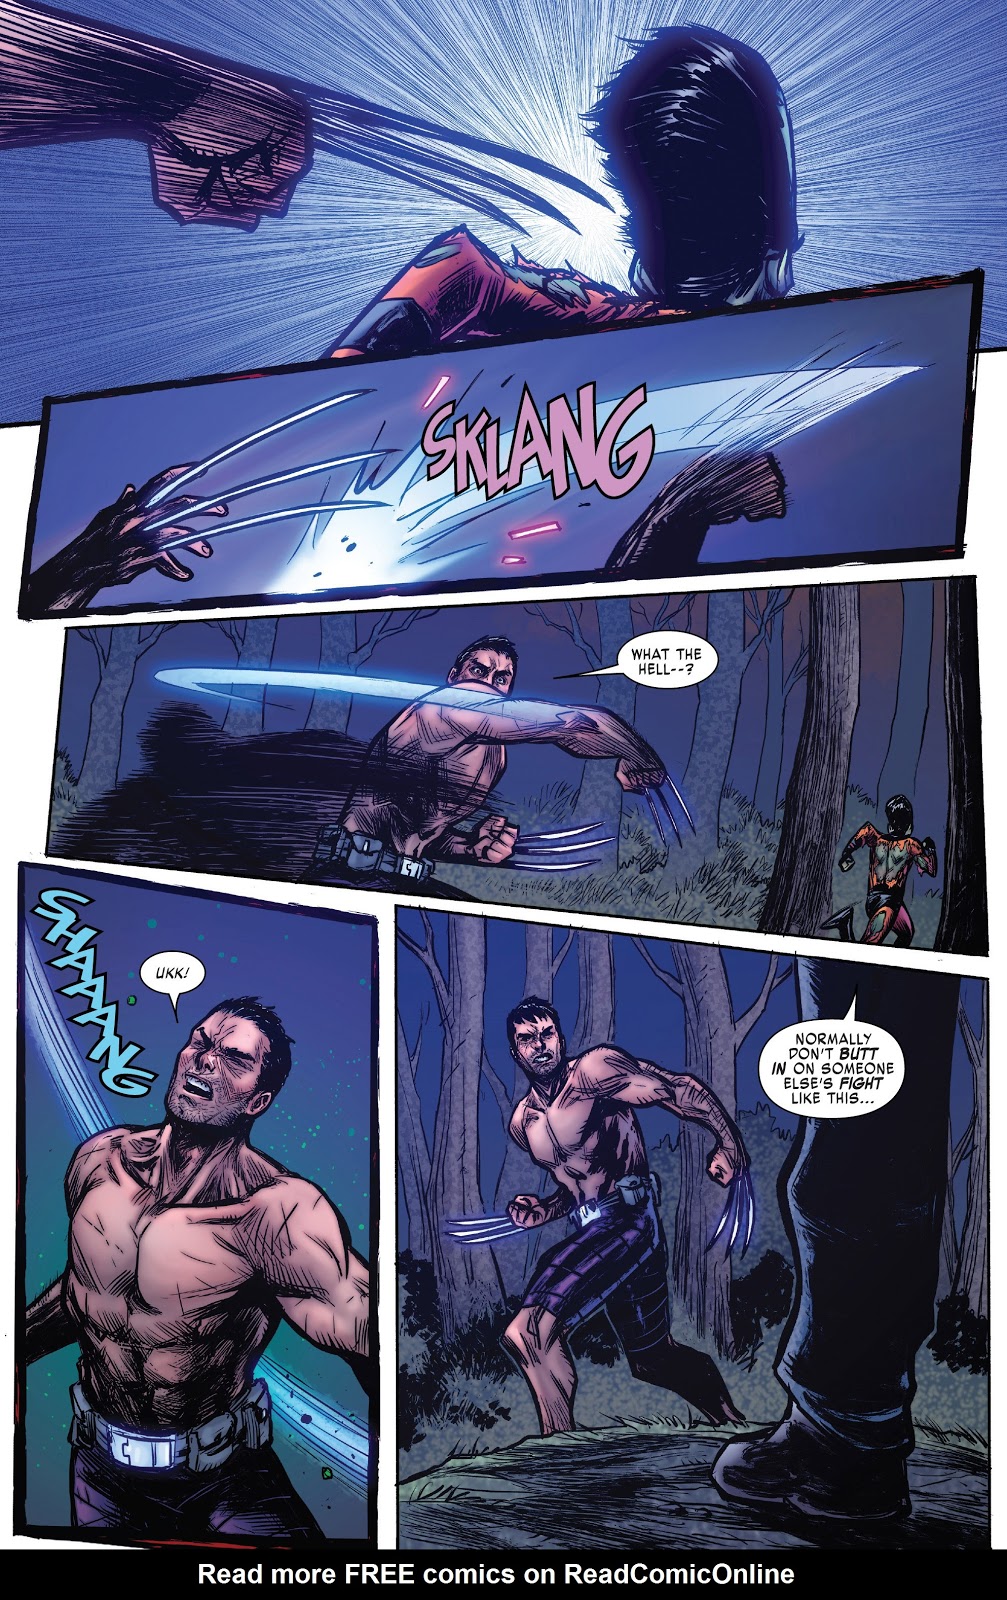 SKLANG
WHAT THE
HELL--?
SHAAANG
UKK!
NORMALLY
DON'T BUTT
IN ON SOMEONE
ELSE'S FIGHT
LIKE THIS...
Read more FREE comics on ReadComicOnline